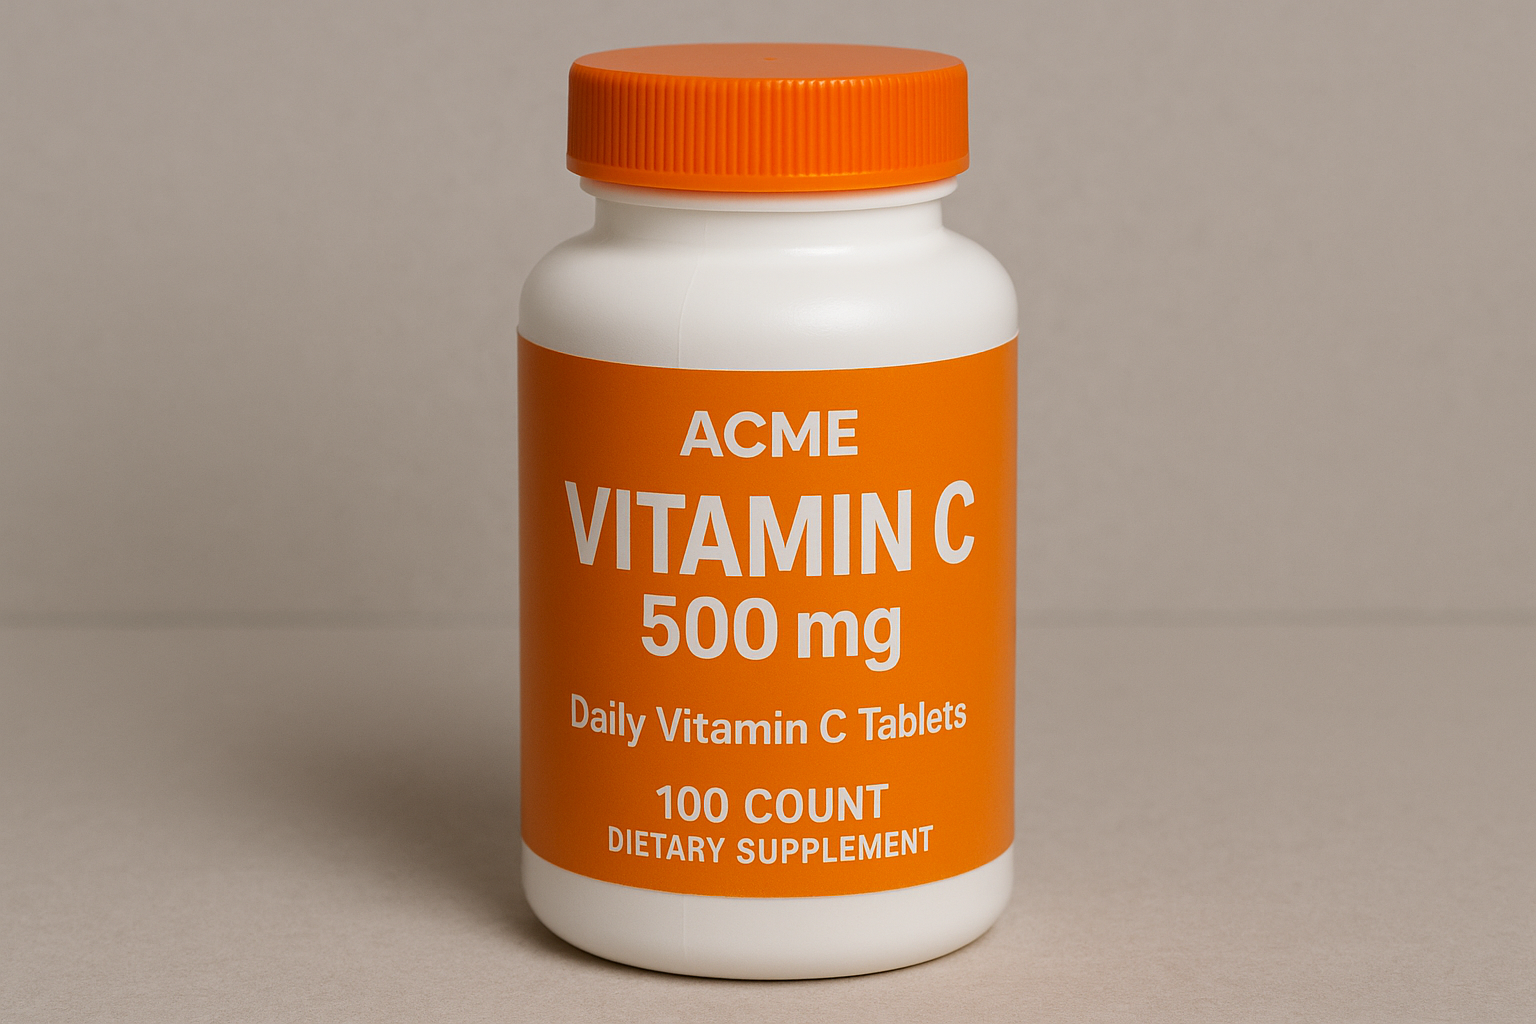 ACME
VITAMIN C
500 mg
Daily Vitamin C Tablets
100 COUNT
DIETARY SUPPLEMENT